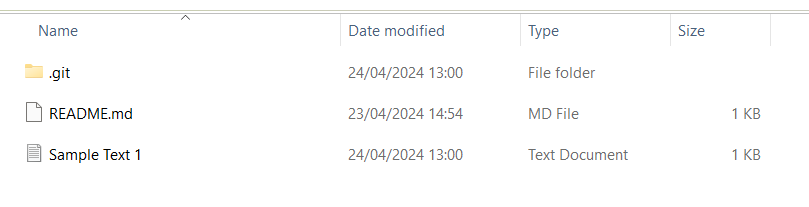 Name Date modified Type Size
.git 24/04/2024 13:00 File folder
README.md 23/04/2024 14:54 MD File 1 KB
Sample Text 1 24/04/2024 13:00 Text Document 1 KB